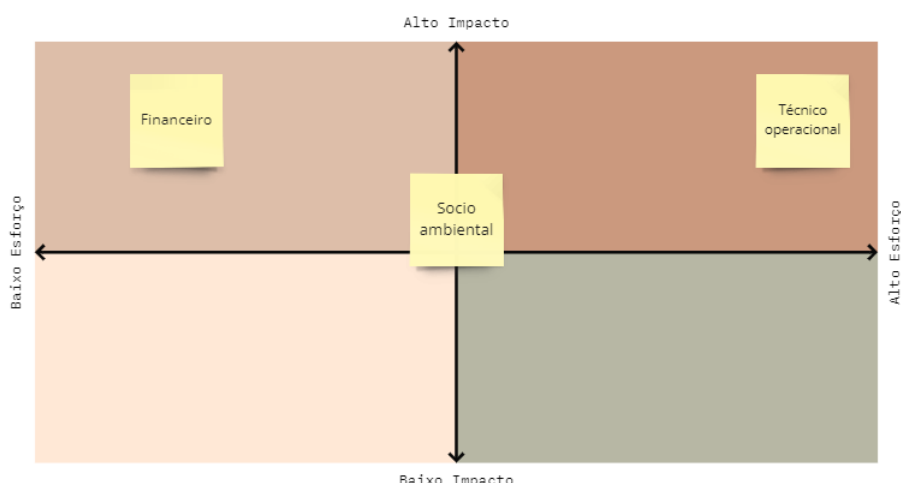 Alto Impacto
Financeiro
Técnico
operacional
Socio
ambiental
Baixo Esforço
Alto Esforço
Baixo Impacto